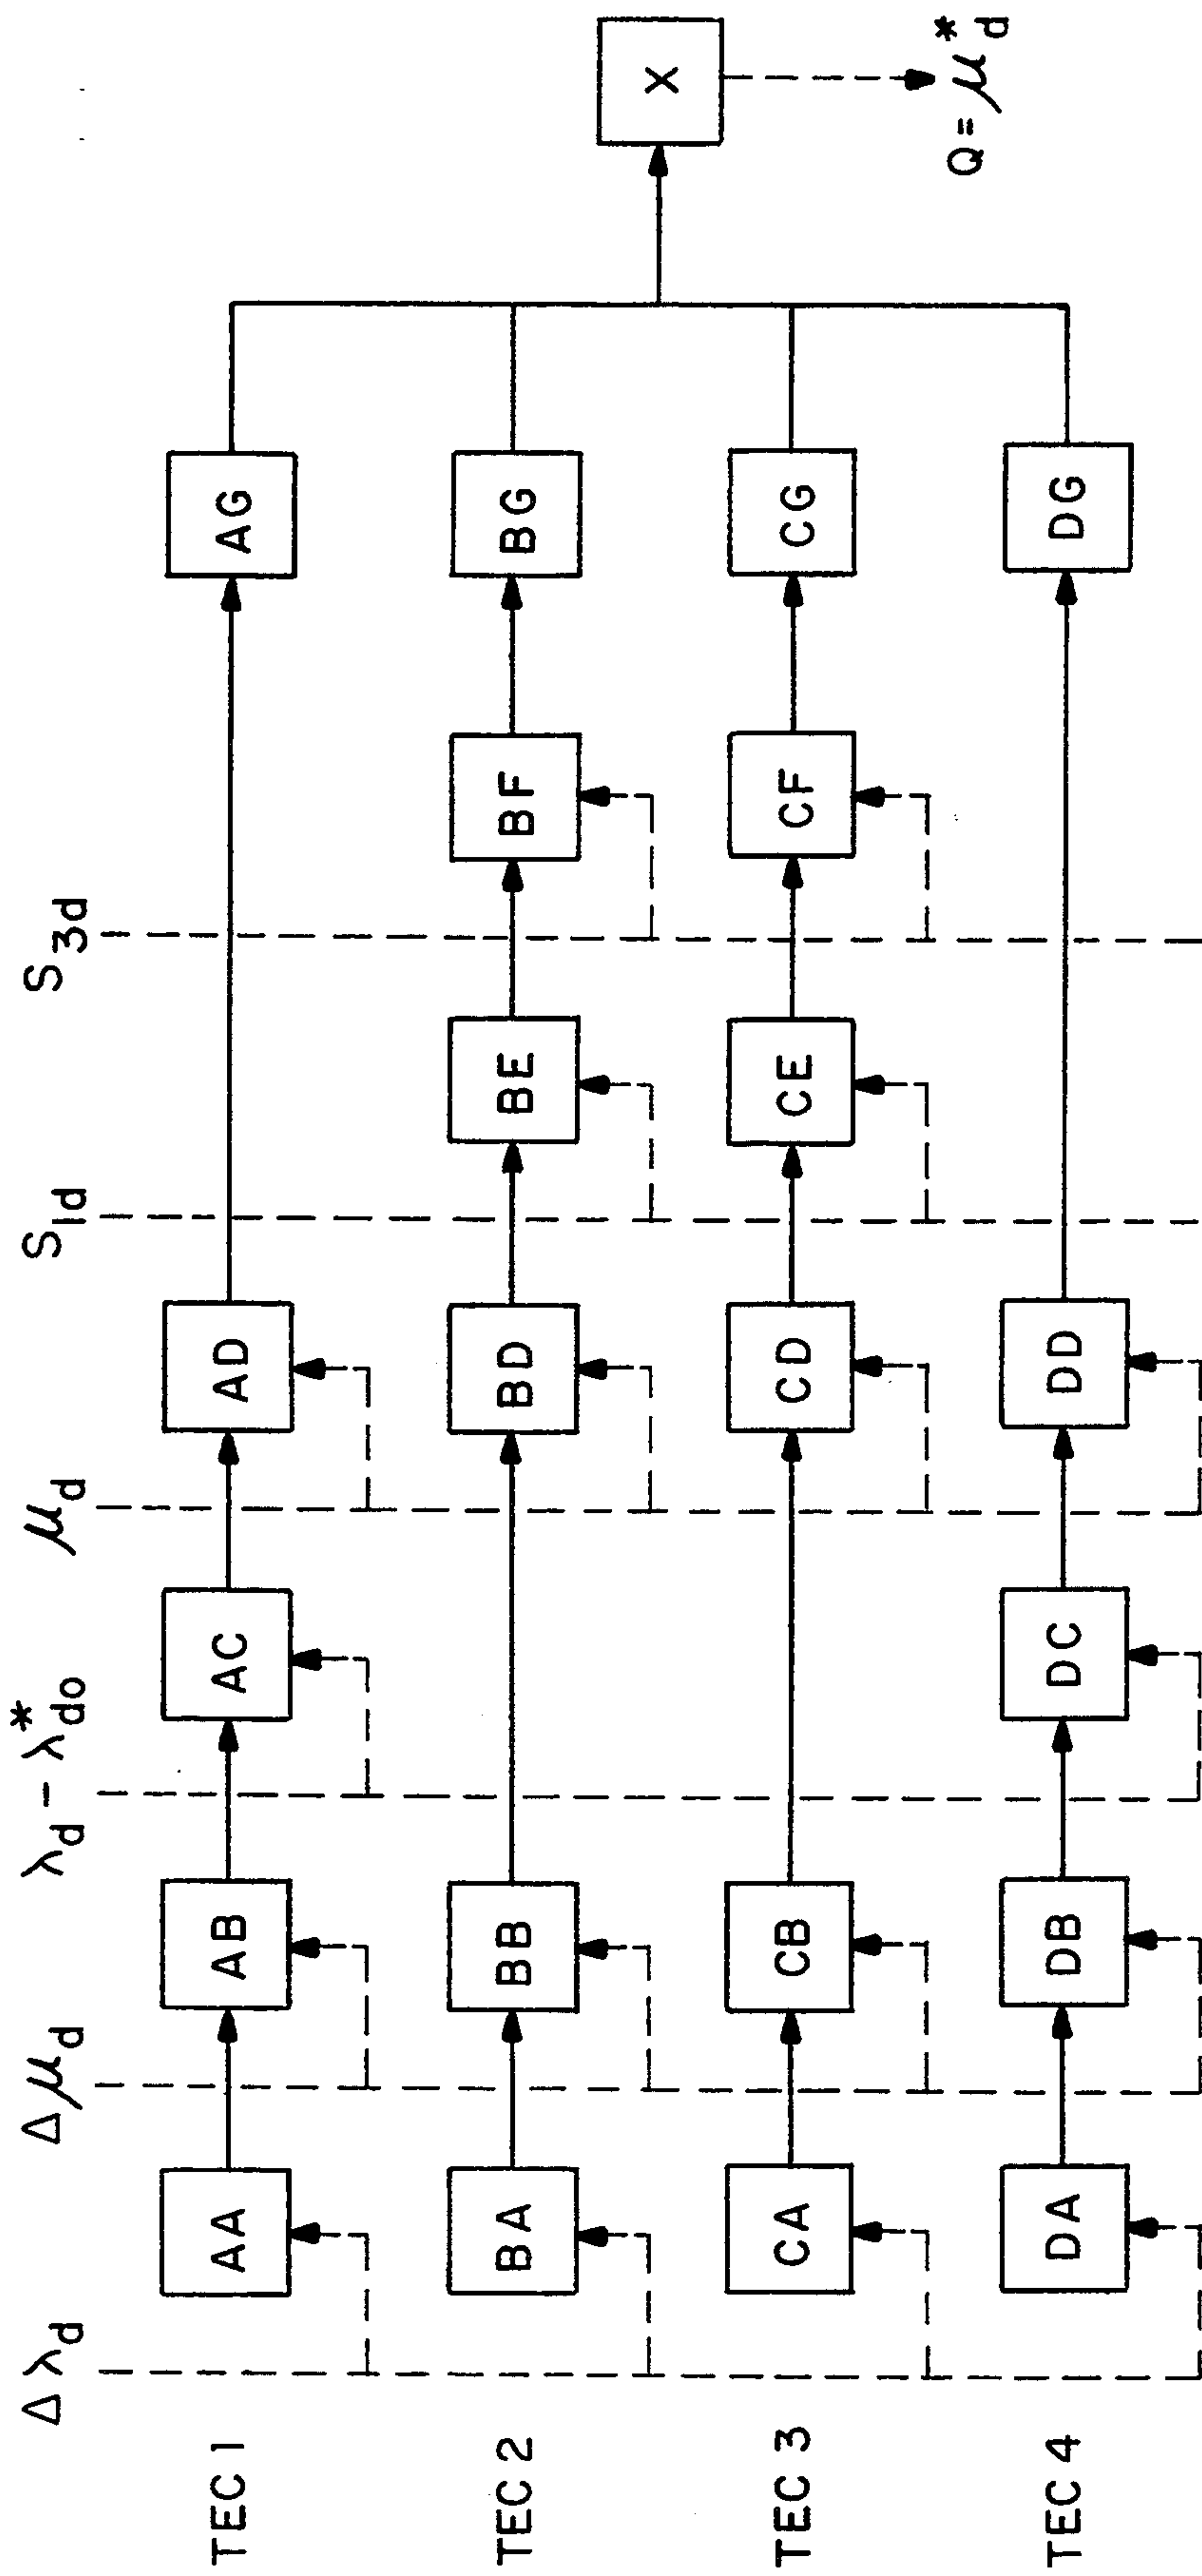 Δλd Δμd λd − λ*do μd S1d S3d
TEC 1 AA AB AC AD AG
TEC 2 BA BB BD BE BF BG
X
Q = μ*d
TEC 3 CA CB CD CE CF CG
TEC 4 DA DB DC DD DG